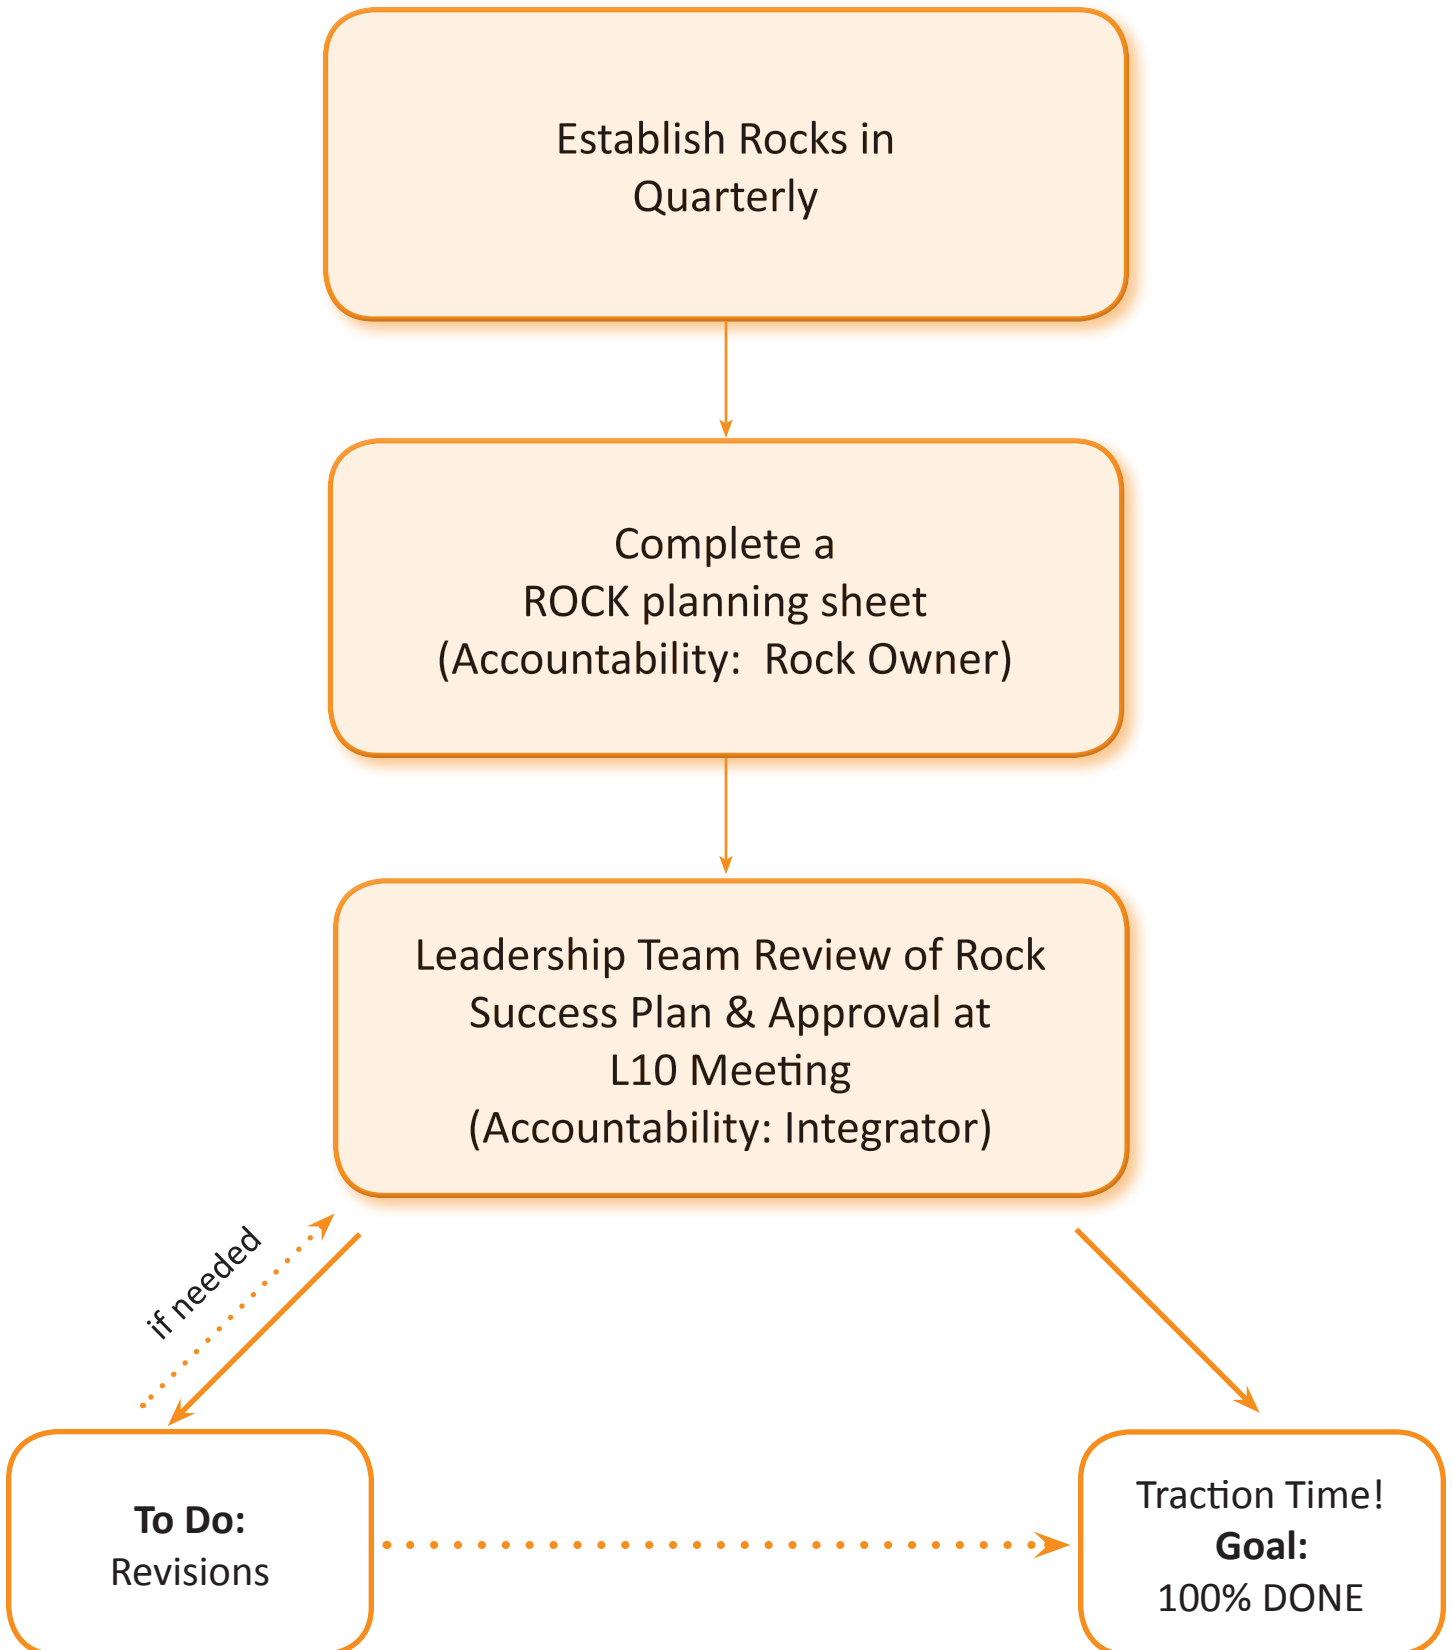 Establish Rocks in
Quarterly
Complete a
ROCK planning sheet
(Accountability:  Rock Owner)
Leadership Team Review of Rock
Success Plan & Approval at
L10 Meeting
(Accountability: Integrator)
if needed
To Do:
Revisions
Traction Time!
Goal:
100% DONE